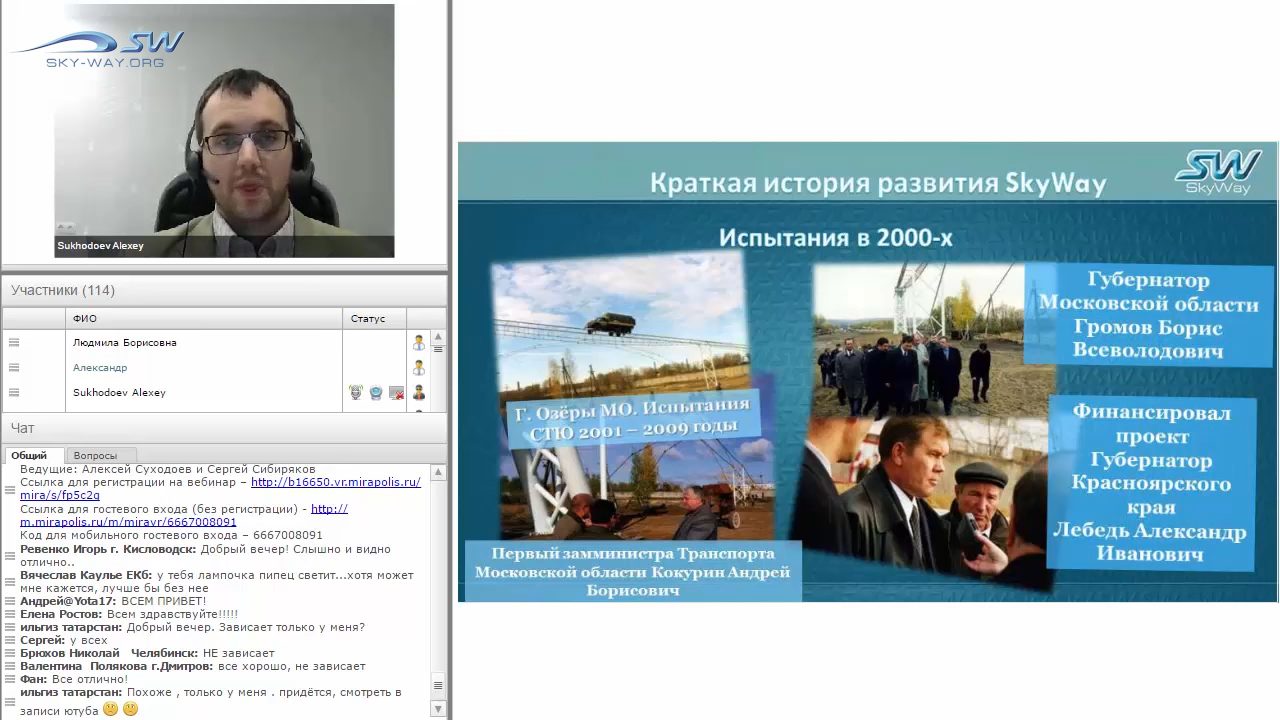 SW
SKY-WAY.ORG
Sukhodoev Alexey
Участники (114)
ФИО
Статус
Людмила Борисовна
Александр
Sukhodoev Alexey
Чат
Общий
Вопросы
Ведущие: Алексей Суходоев и Сергей Сибиряков
Ссылка для регистрации на вебинар – http://b16650.vr.mirapolis.ru/
mira/s/fp5c2g
Ссылка для гостевого входа (без регистрации) - http://
m.mirapolis.ru/m/miravr/6667008091
Код для мобильного гостевого входа – 6667008091
Ревенко Игорь г. Кисловодск: Добрый вечер! Слышно и видно
отлично..
Вячеслав Каулье ЕКб: у тебя лампочка пипец светит...хотя может
мне кажется, лучше бы без нее
Андрей@Yota17: ВСЕМ ПРИВЕТ!
Елена Ростов: Всем здравствуйте!!!!!
ильгиз татарстан: Добрый вечер. Зависает только у меня?
Сергей: у всех
Брюхов Николай Челябинск: НЕ зависает
Валентина Полякова г.Дмитров: все хорошо, не зависает
Фан: Все отлично!
ильгиз татарстан: Похоже , только у меня . придётся, смотреть в
записи ютуба
Краткая история развития SkyWay
SW
SkyWay
Испытания в 2000-х
Г. Озёры МО. Испытания
СТЮ 2001 – 2009 годы
Первый замминистра Транспорта
Московской области Кокурин Андрей
Борисович
Губернатор
Московской области
Громов Борис
Всеволодович
Финансировал
проект
Губернатор
Красноярского
края
Лебедь Александр
Иванович